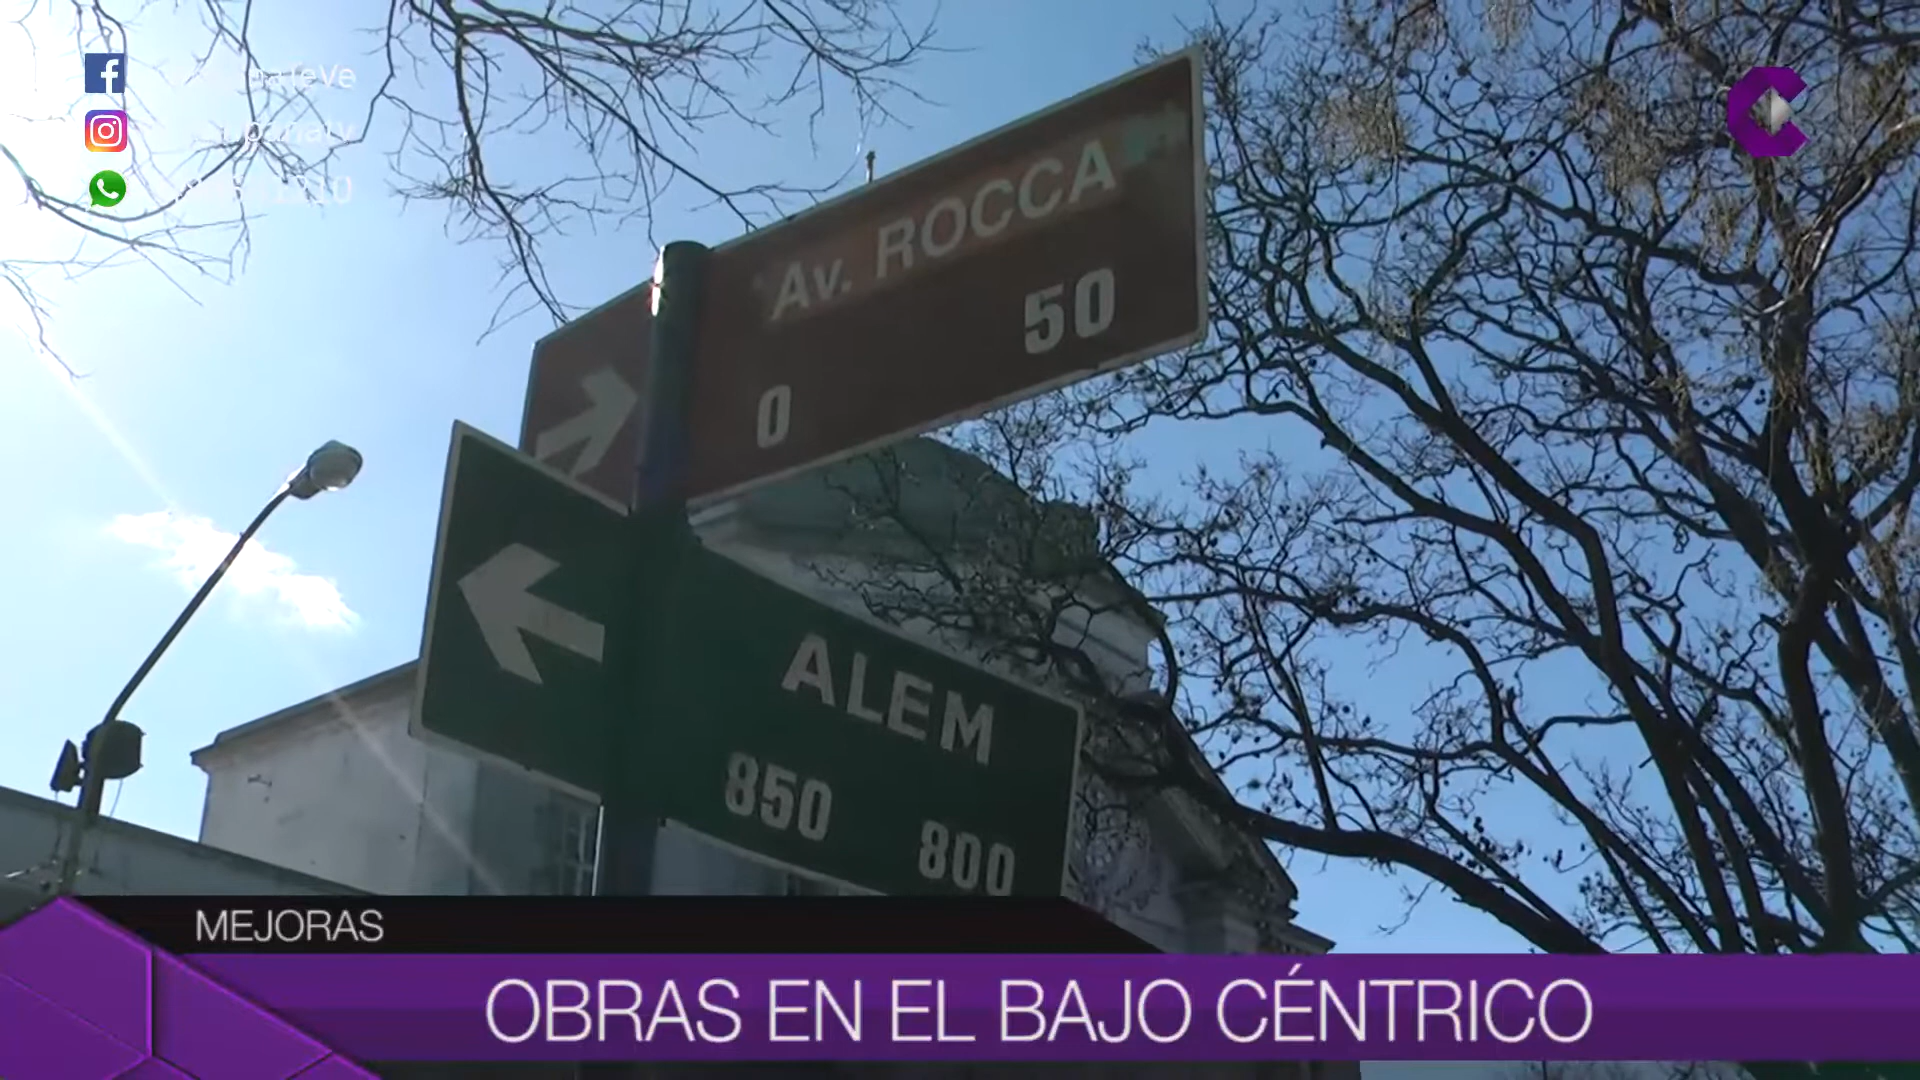 Av. ROCCA
0 50
ALEM
850 800
MEJORAS
OBRAS EN EL BAJO CÉNTRICO